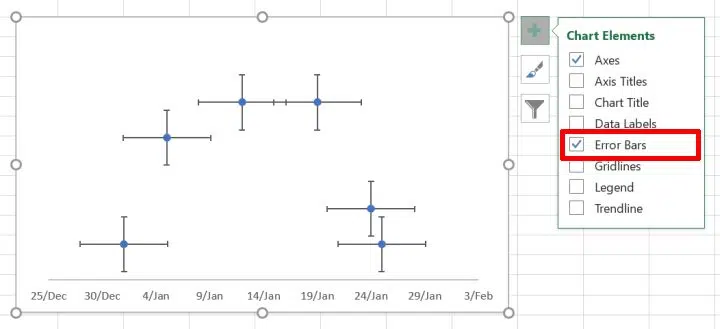 Chart Elements
Axes
Axis Titles
Chart Title
Data Labels
Error Bars
Gridlines
Legend
Trendline
25/Dec 30/Dec 4/Jan 9/Jan 14/Jan 19/Jan 24/Jan 29/Jan 3/Feb